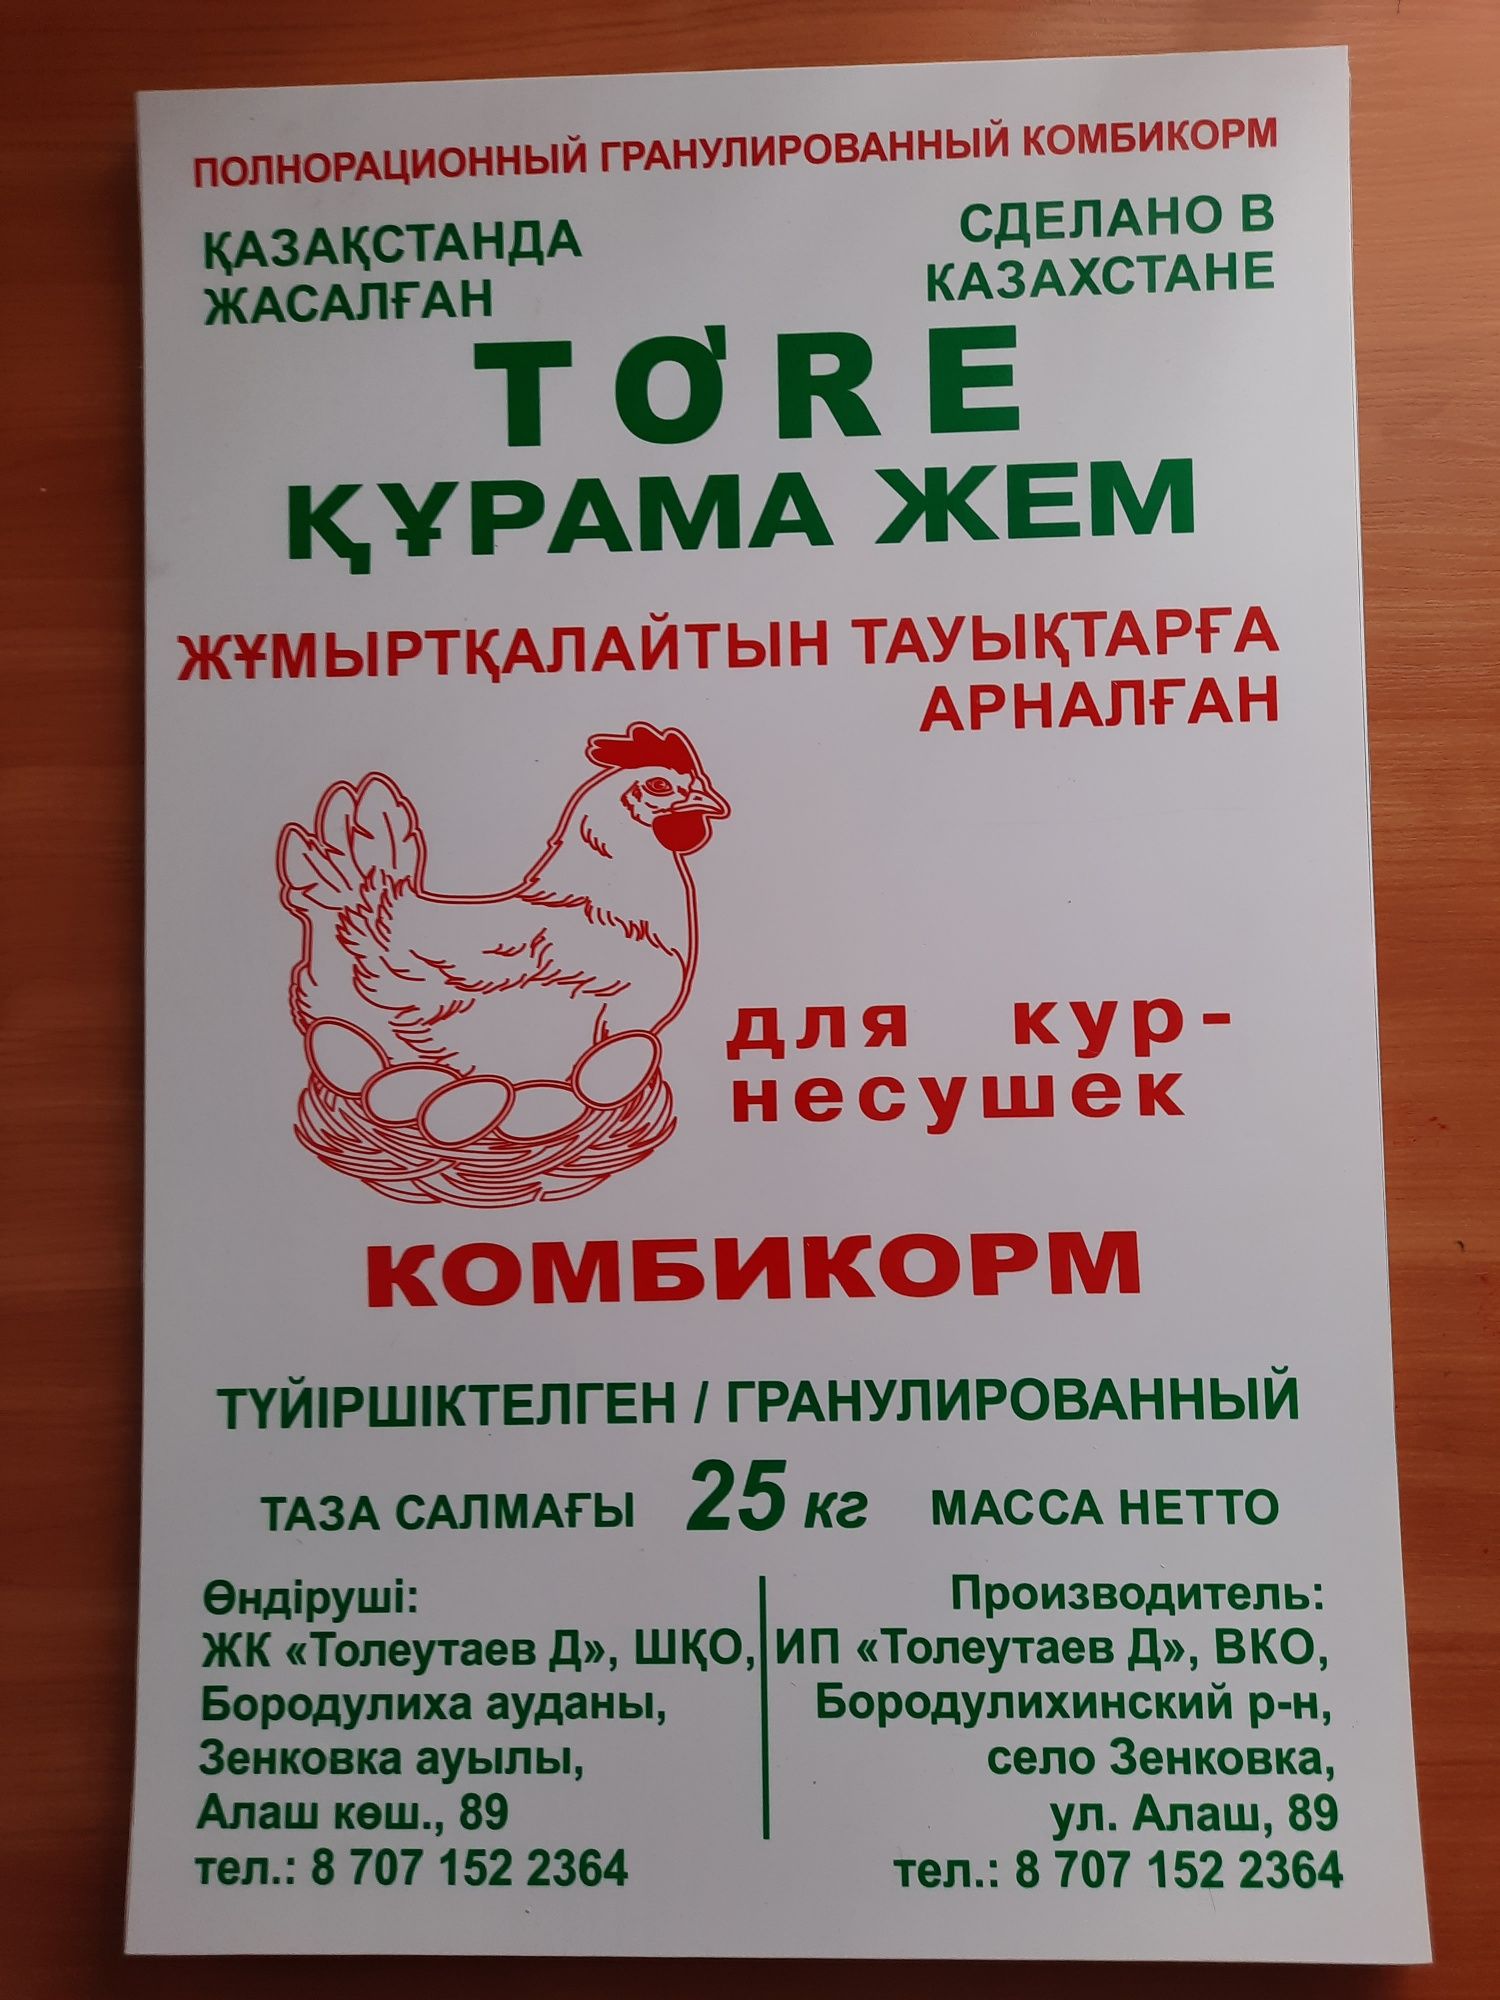 ПОЛНОРАЦИОННЫЙ ГРАНУЛИРОВАННЫЙ КОМБИКОРМ
ҚАЗАҚСТАНДА
ЖАСАЛҒАН
СДЕЛАНО В
КАЗАХСТАНЕ
TO'RE
ҚҰРАМА ЖЕМ
ЖҰМЫРТҚАЛАЙТЫН ТАУЫҚТАРҒА
АРНАЛҒАН
для кур-
несушек
КОМБИКОРМ
ТҮЙІРШІКТЕЛГЕН / ГРАНУЛИРОВАННЫЙ
ТАЗА САЛМАҒЫ 25 кг МАССА НЕТТО
Өндіруші:
ЖК «Толеутаев Д», ШҚО,
Бородулиха ауданы,
Зенковка ауылы,
Алаш көш., 89
тел.: 8 707 152 2364
Производитель:
ИП «Толеутаев Д», ВКО,
Бородулихинский р-н,
село Зенковка,
ул. Алаш, 89
тел.: 8 707 152 2364